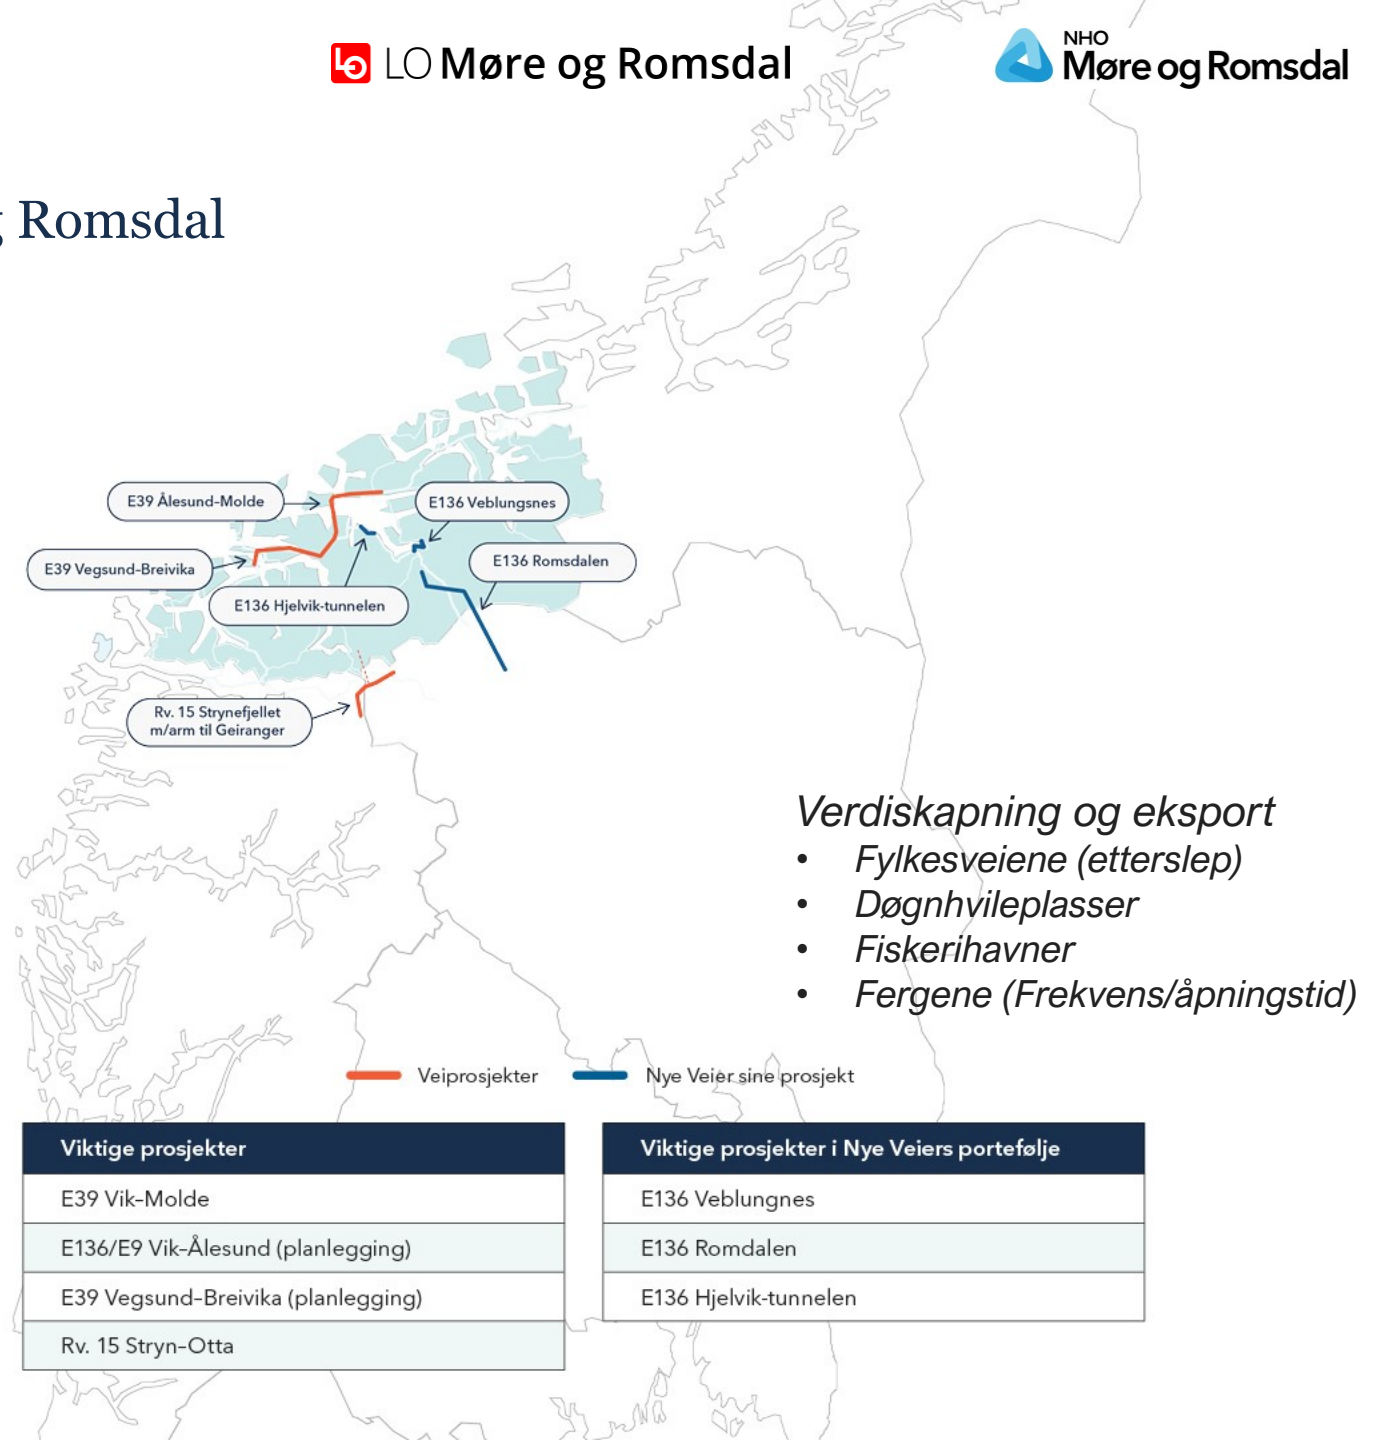 LO Møre og Romsdal
NHO
Møre og Romsdal
g Romsdal
E39 Ålesund-Molde
E136 Veblungsnes
E39 Vegsund-Breivika
E136 Romsdalen
E136 Hjelvik-tunnelen
Rv. 15 Strynefjellet
m/arm til Geiranger
Verdiskapning og eksport
• Fylkesveiene (etterslep)
• Døgnhvileplasser
• Fiskerihavner
• Fergene (Frekvens/åpningstid)
Veiprosjekter
Nye Veier sine prosjekt
Viktige prosjekter
E39 Vik–Molde
E136/E9 Vik–Ålesund (planlegging)
E39 Vegsund–Breivika (planlegging)
Rv. 15 Stryn–Otta
Viktige prosjekter i Nye Veiers portefølje
E136 Veblungnes
E136 Romdalen
E136 Hjelvik-tunnelen